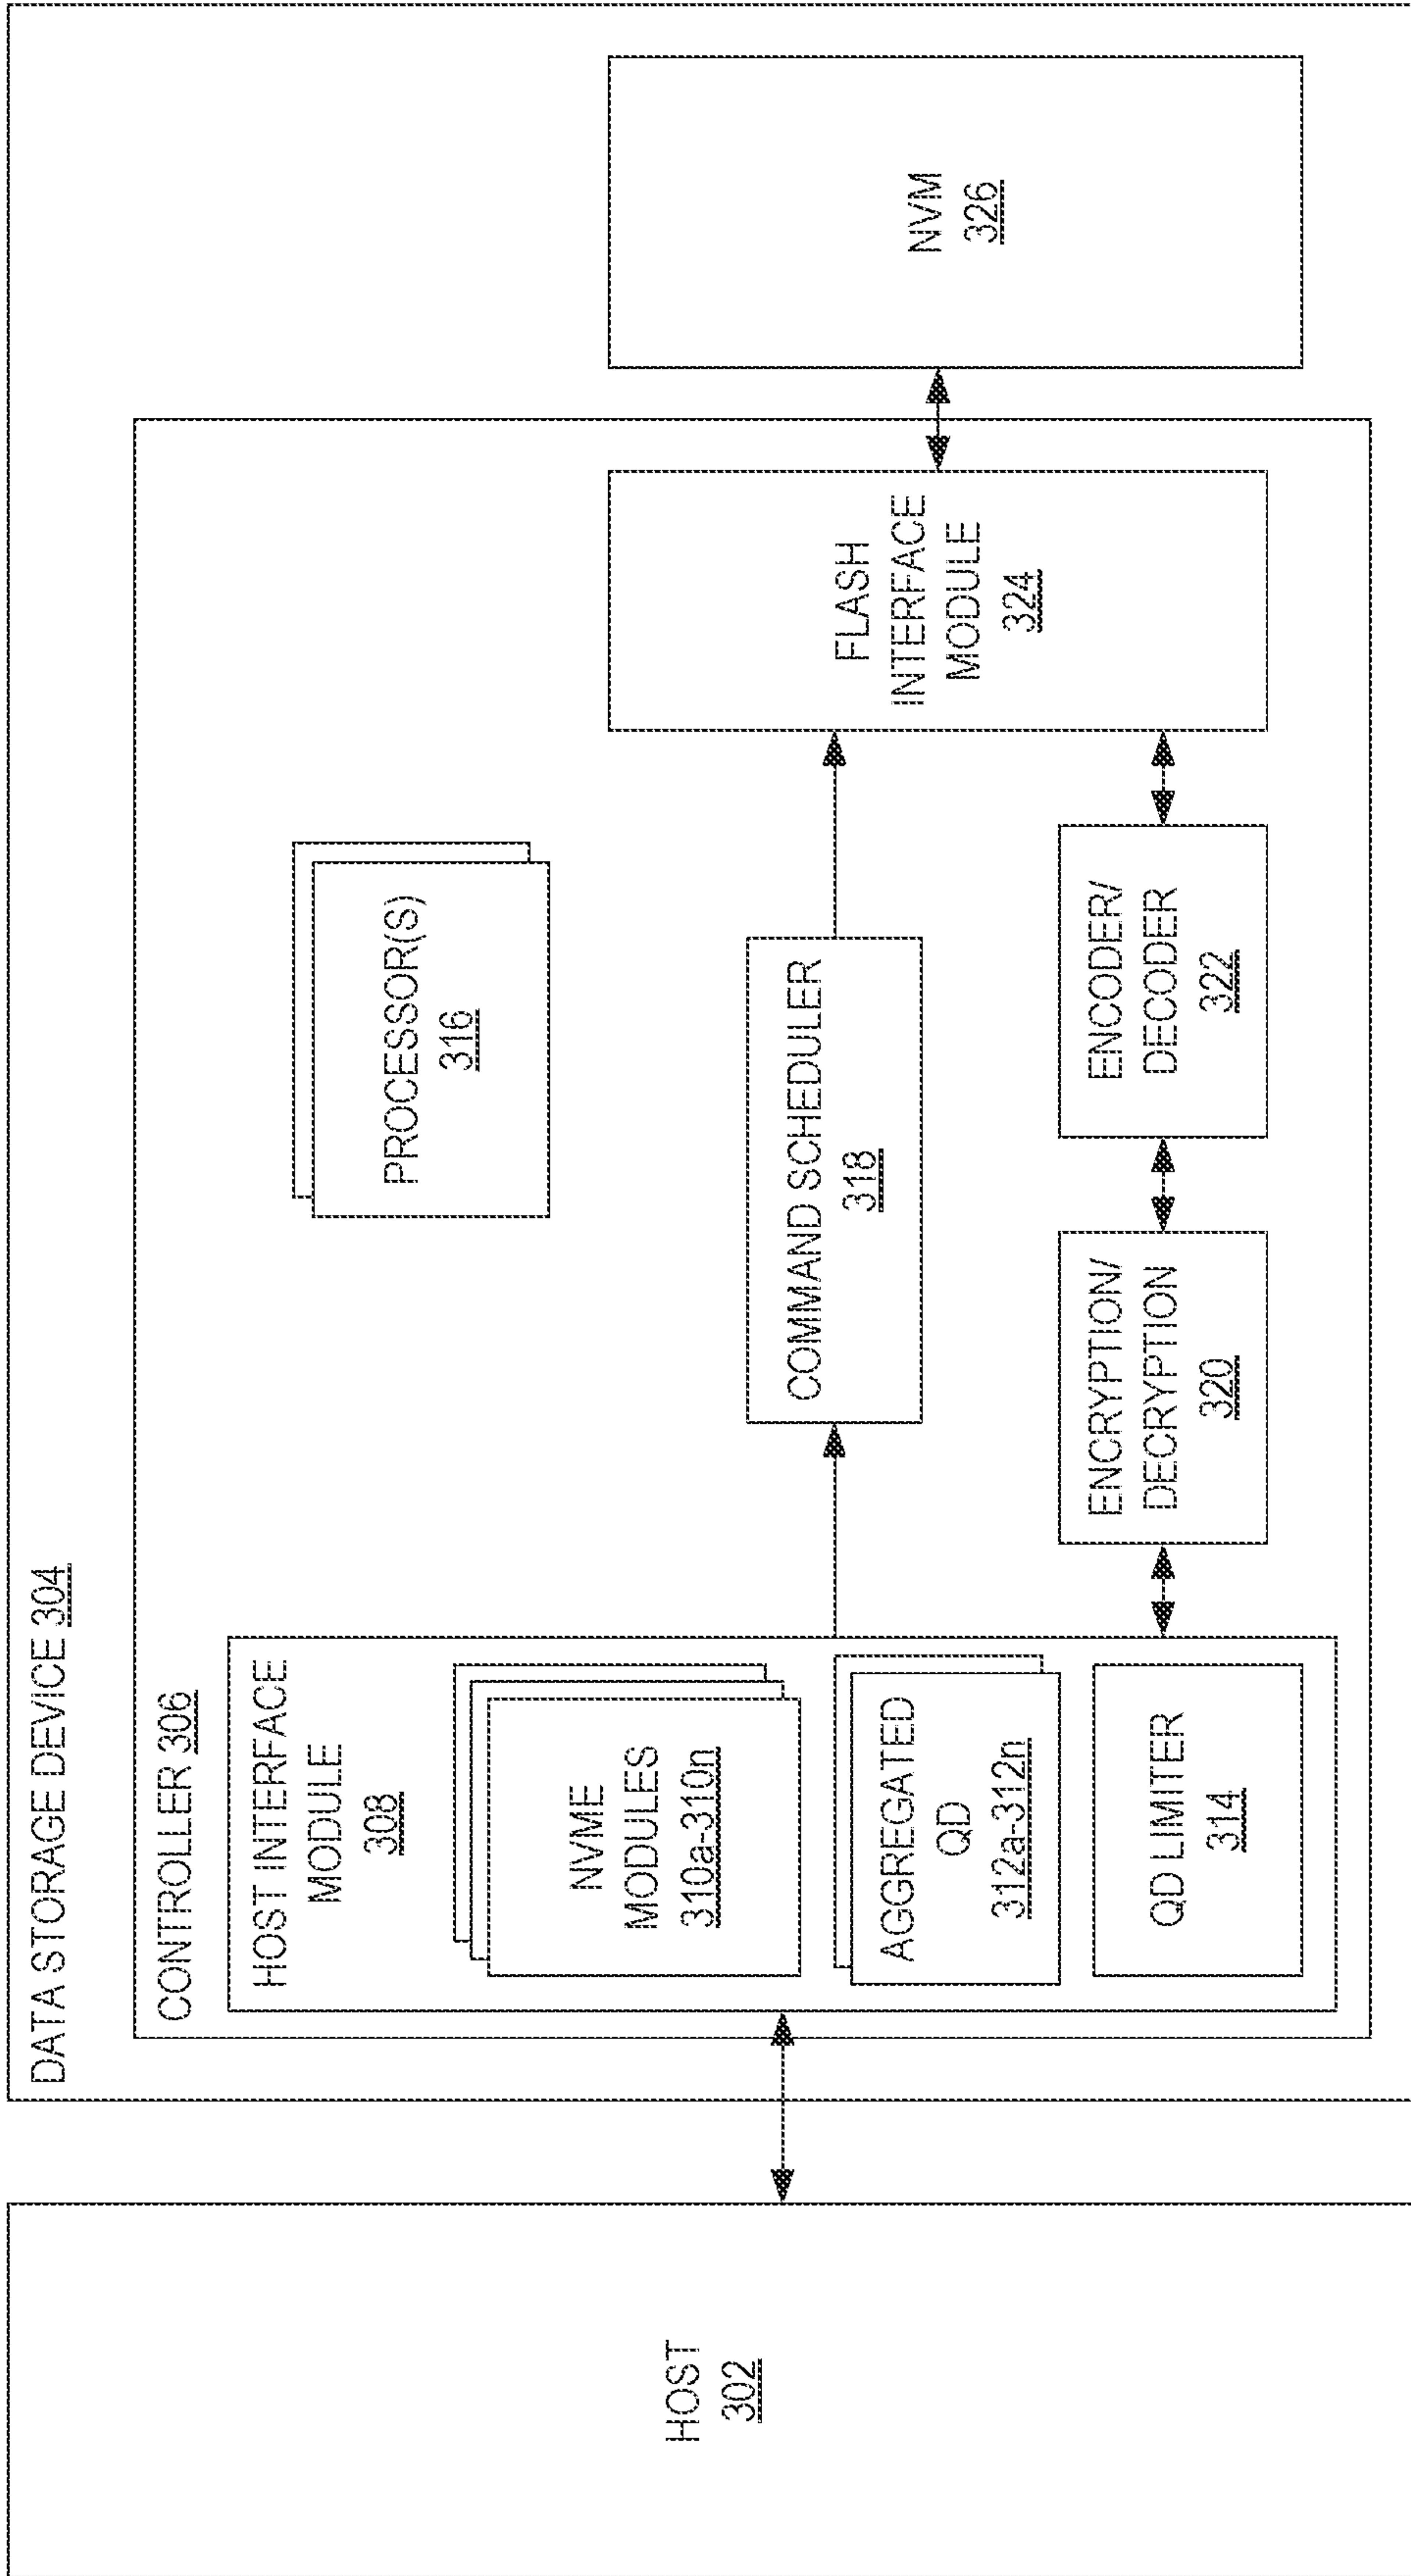 HOST
302
DATA STORAGE DEVICE 304
CONTROLLER 306
HOST INTERFACE
MODULE
308
NVME
MODULES
310a-310n
AGGREGATED
QD
312a-312n
QD LIMITER
314
PROCESSOR(S)
316
COMMAND SCHEDULER
318
ENCRYPTION/
DECRYPTION
320
ENCODER/
DECODER
322
FLASH
INTERFACE
MODULE
324
NVM
326